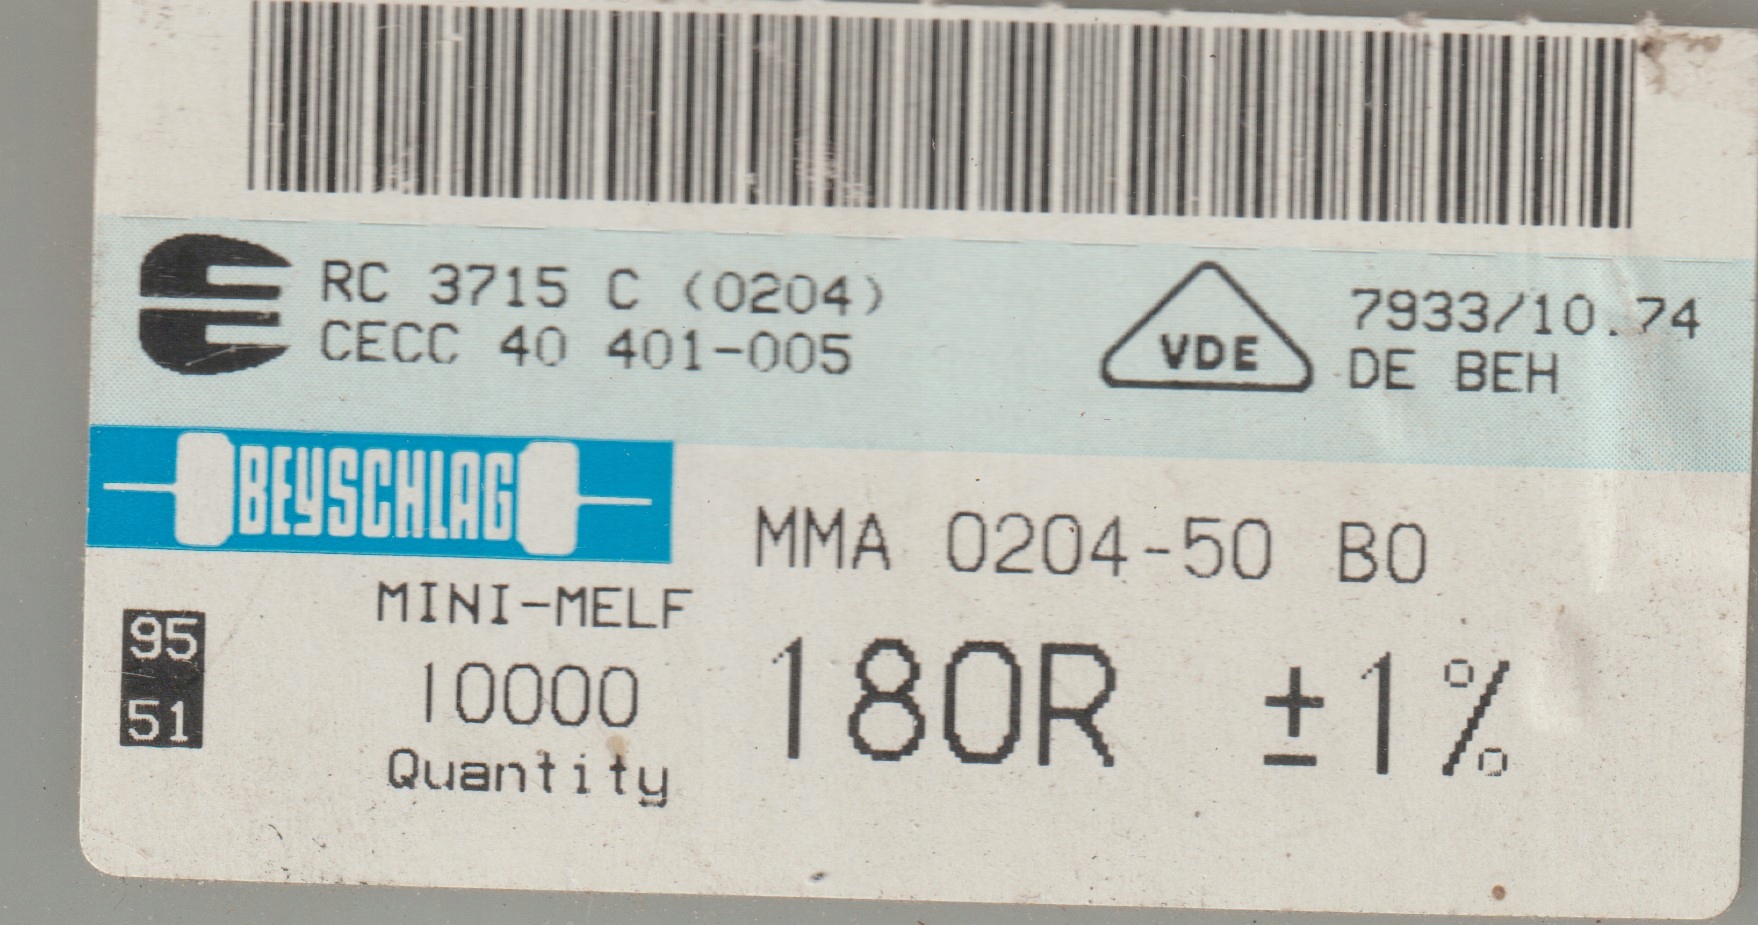 RC 3715 C (0204)
CECC 40 401-005
VDE
7933/10.74
DE BEH
BEYSCHLAG
MMA 0204-50 B0
MINI-MELF
95
51
10000
Quantity
180R ±1%